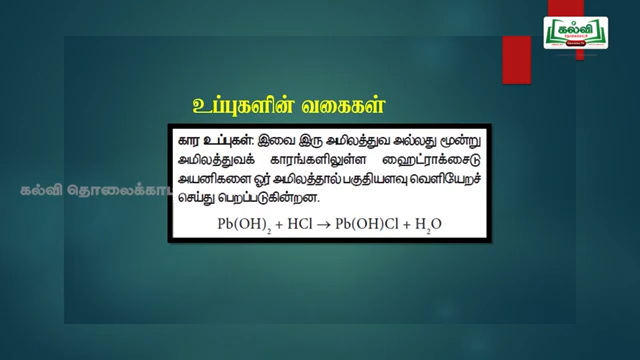 கல்வி
உப்புகளின் வகைகள்
கார உப்புகள்: இவை இரு அமிலத்துவ அல்லது மூன்று
அமிலத்துவக் காரங்களிலுள்ள ஹைட்ராக்சைடு
அயனிகளை ஓர் அமிலத்தால் பகுதியளவு வெளியேறச்
செய்து பெறப்படுகின்றன.
Pb(OH)₂ + HCl → Pb(OH)Cl + H₂O
கல்வி தொலைக்கா